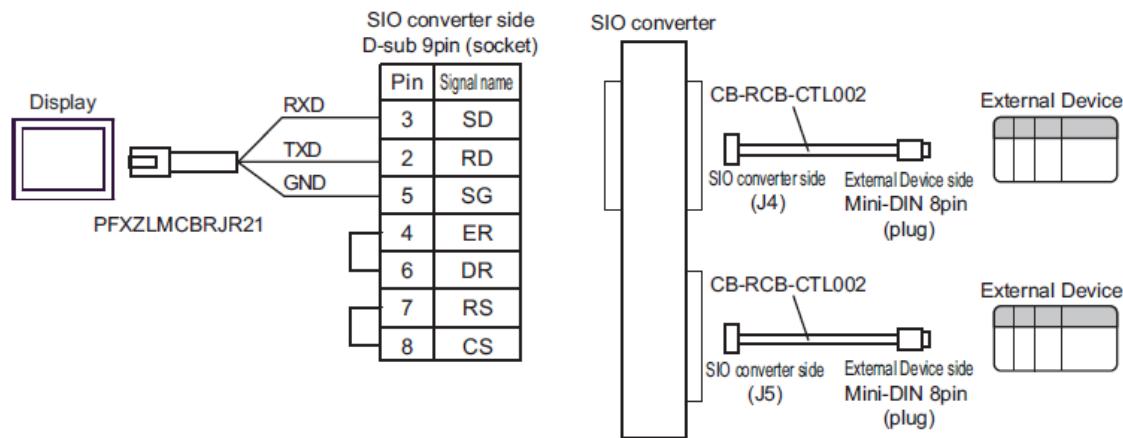 SIO converter side
D-sub 9pin (socket)
Pin Signal name
Display
RXD
3 SD
TXD
2 RD
GND
5 SG
PFXZLMCBRJR21
4 ER
6 DR
7 RS
8 CS
SIO converter
CB-RCB-CTL002
External Device
SIO converter side
(J4)
External Device side
Mini-DIN 8pin
(plug)
CB-RCB-CTL002
External Device
SIO converter side
(J5)
External Device side
Mini-DIN 8pin
(plug)